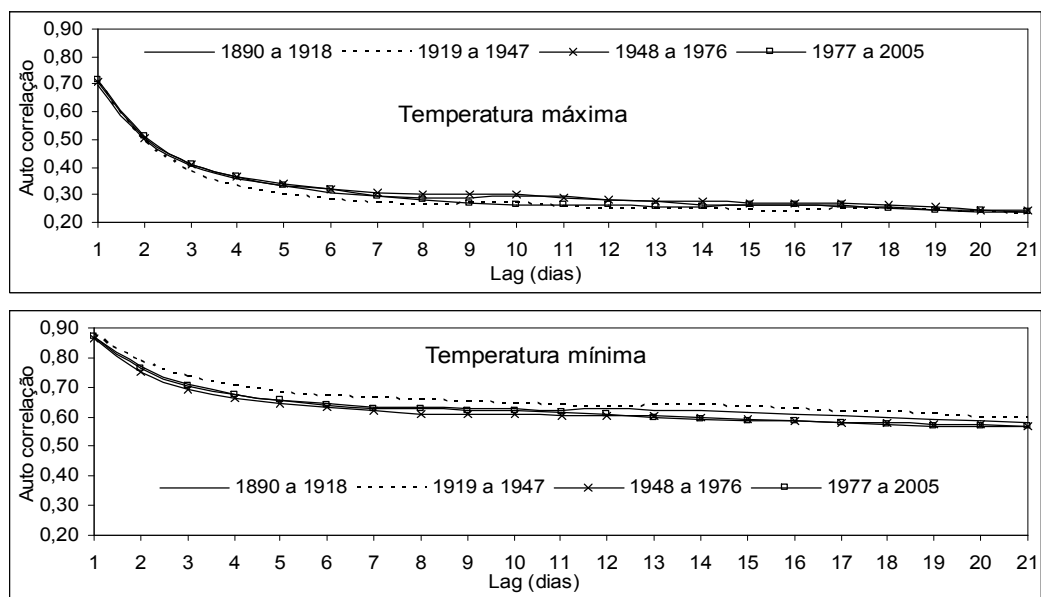 0,90
0,80
0,70
0,60
0,50
0,40
0,30
0,20
Auto correlação
1890 a 1918 1919 a 1947 1948 a 1976 1977 a 2005
Temperatura máxima
1 2 3 4 5 6 7 8 9 10 11 12 13 14 15 16 17 18 19 20 21
Lag (dias)
0,90
0,80
0,70
0,60
0,50
0,40
0,30
0,20
Auto correlação
Temperatura mínima
1890 a 1918 1919 a 1947 1948 a 1976 1977 a 2005
1 2 3 4 5 6 7 8 9 10 11 12 13 14 15 16 17 18 19 20 21
Lag (dias)